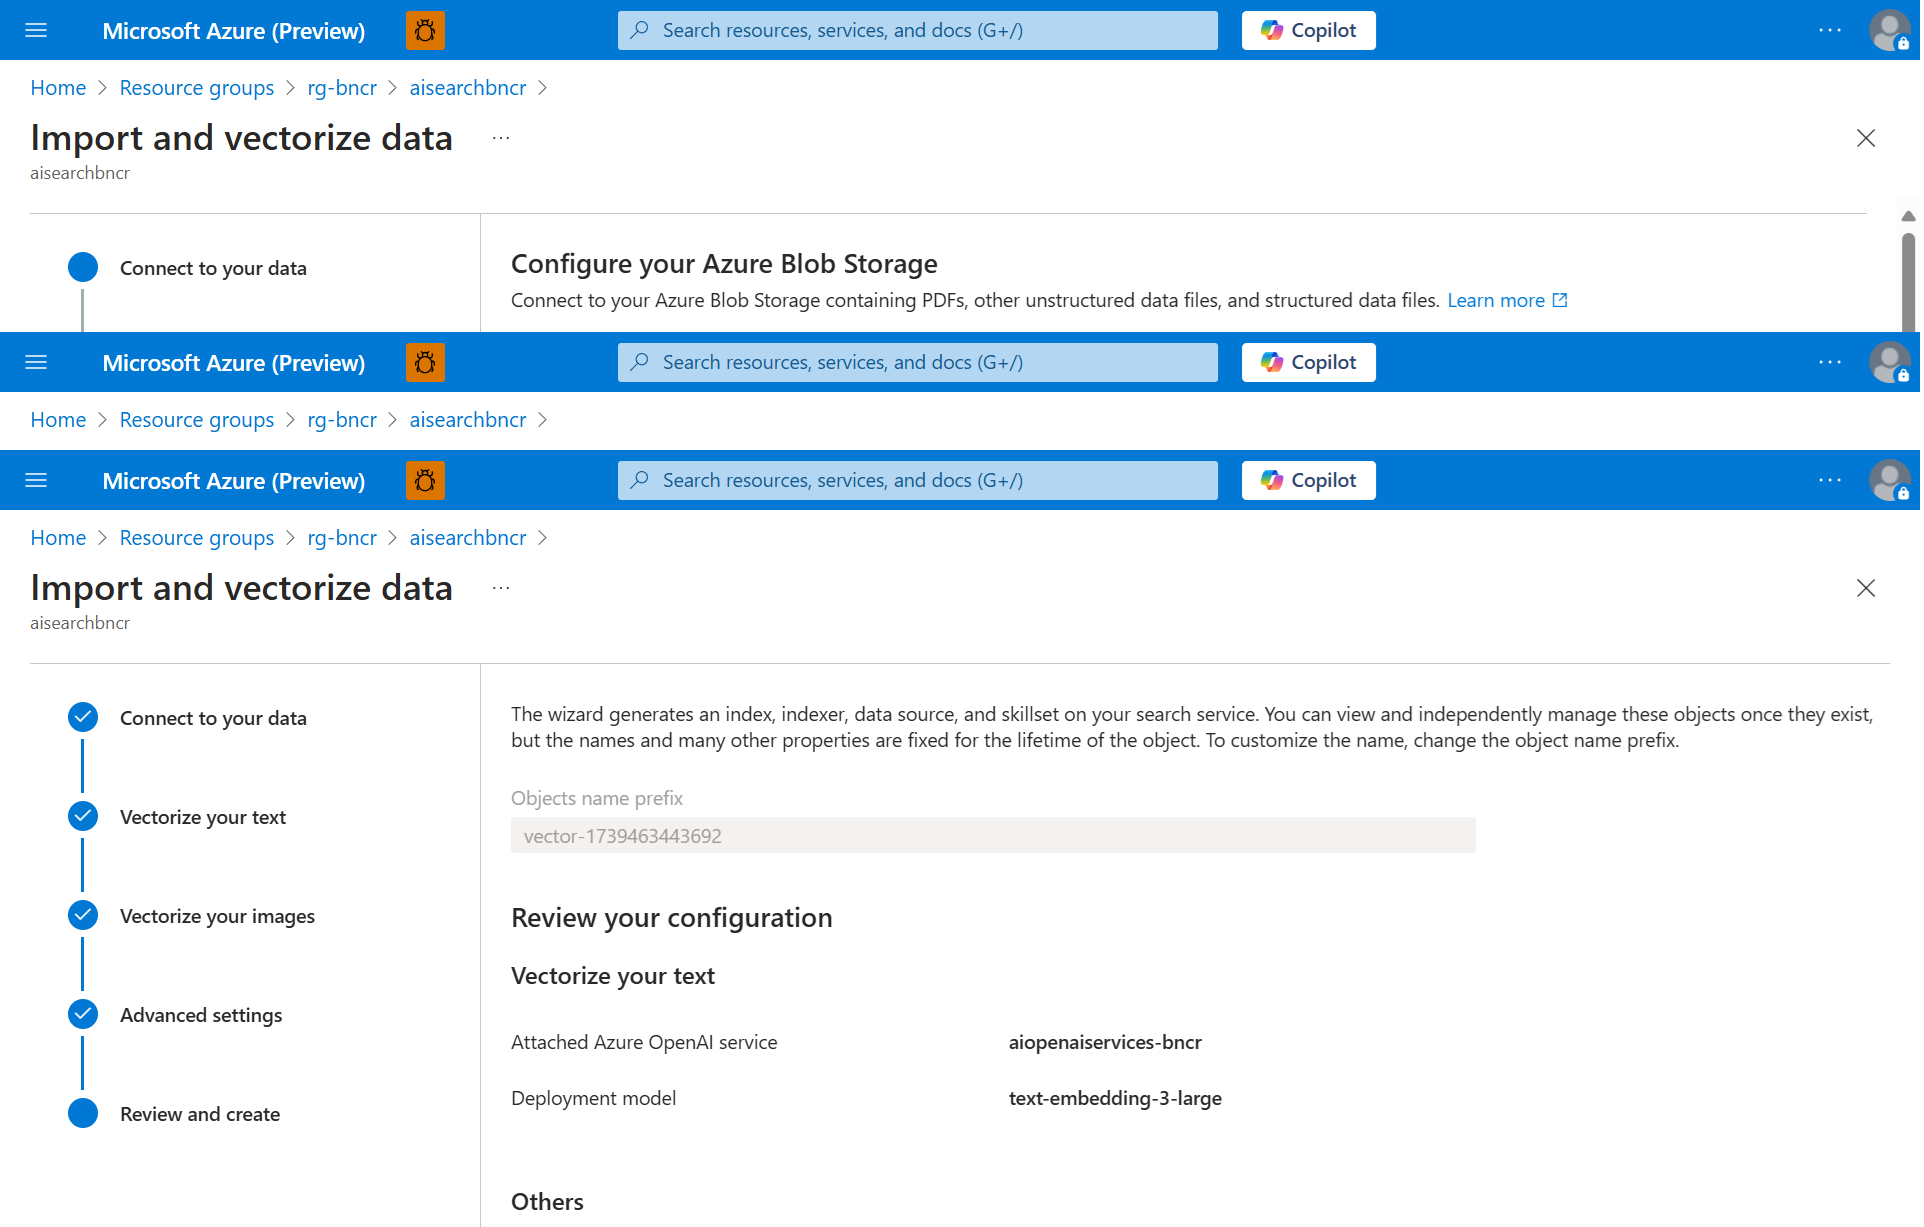 Microsoft Azure (Preview)
Search resources, services, and docs (G+/)
Copilot
Home > Resource groups > rg-bncr > aisearchbncr >
Import and vectorize data ...
aisearchbncr
Connect to your data
Configure your Azure Blob Storage
Connect to your Azure Blob Storage containing PDFs, other unstructured data files, and structured data files. Learn more
Microsoft Azure (Preview)
Search resources, services, and docs (G+/)
Copilot
Home > Resource groups > rg-bncr > aisearchbncr >
Microsoft Azure (Preview)
Search resources, services, and docs (G+/)
Copilot
Home > Resource groups > rg-bncr > aisearchbncr >
Import and vectorize data ...
aisearchbncr
Connect to your data
Vectorize your text
Vectorize your images
Advanced settings
Review and create
The wizard generates an index, indexer, data source, and skillset on your search service. You can view and independently manage these objects once they exist,
but the names and many other properties are fixed for the lifetime of the object. To customize the name, change the object name prefix.
Objects name prefix
vector-1739463443692
Review your configuration
Vectorize your text
Attached Azure OpenAI service
aiopenaiservices-bncr
Deployment model
text-embedding-3-large
Others